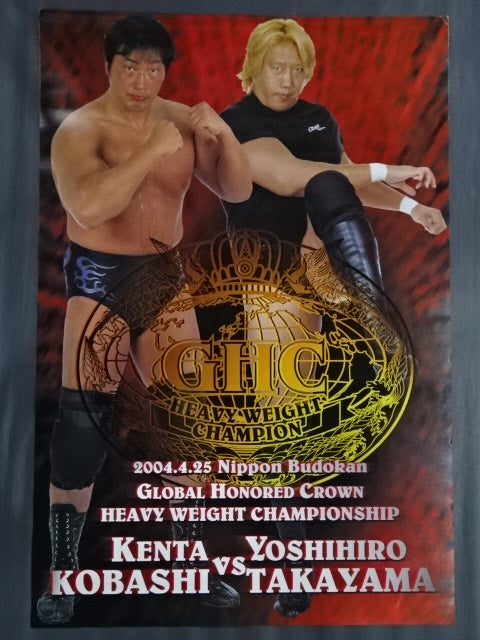 GHC
HEAVY WEIGHT
CHAMPION
2004.4.25 Nippon Budokan
GLOBAL HONORED CROWN
HEAVY WEIGHT CHAMPIONSHIP
KENTA KOBASHI
VS
YOSHIHIRO TAKAYAMA